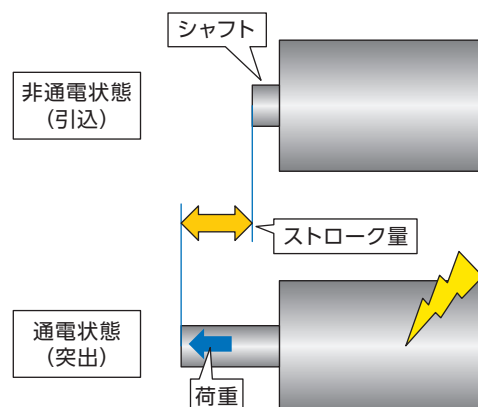 シャフト
非通電状態
（引込）
ストローク量
通電状態
（突出）
荷重